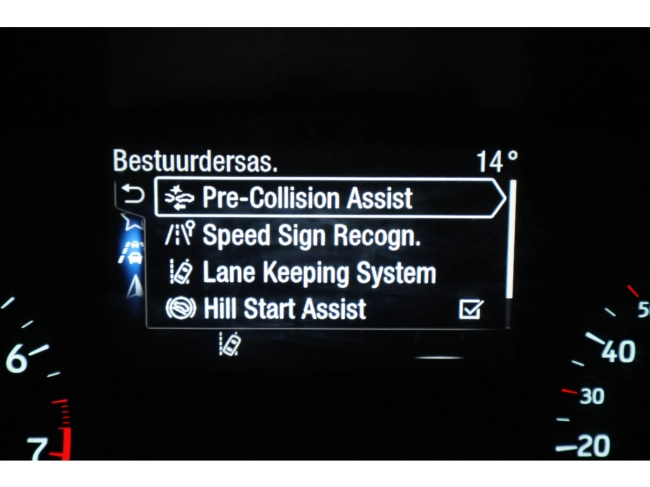 Bestuurdersas. 14°
Pre-Collision Assist
Speed Sign Recogn.
Lane Keeping System
Hill Start Assist
6
7
5
40
30
20